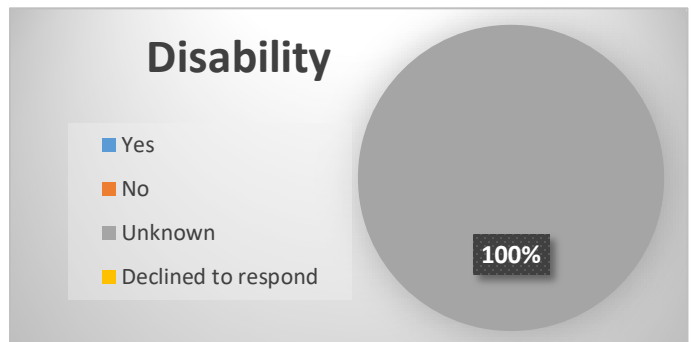 Disability
Yes
No
Unknown
Declined to respond
100%